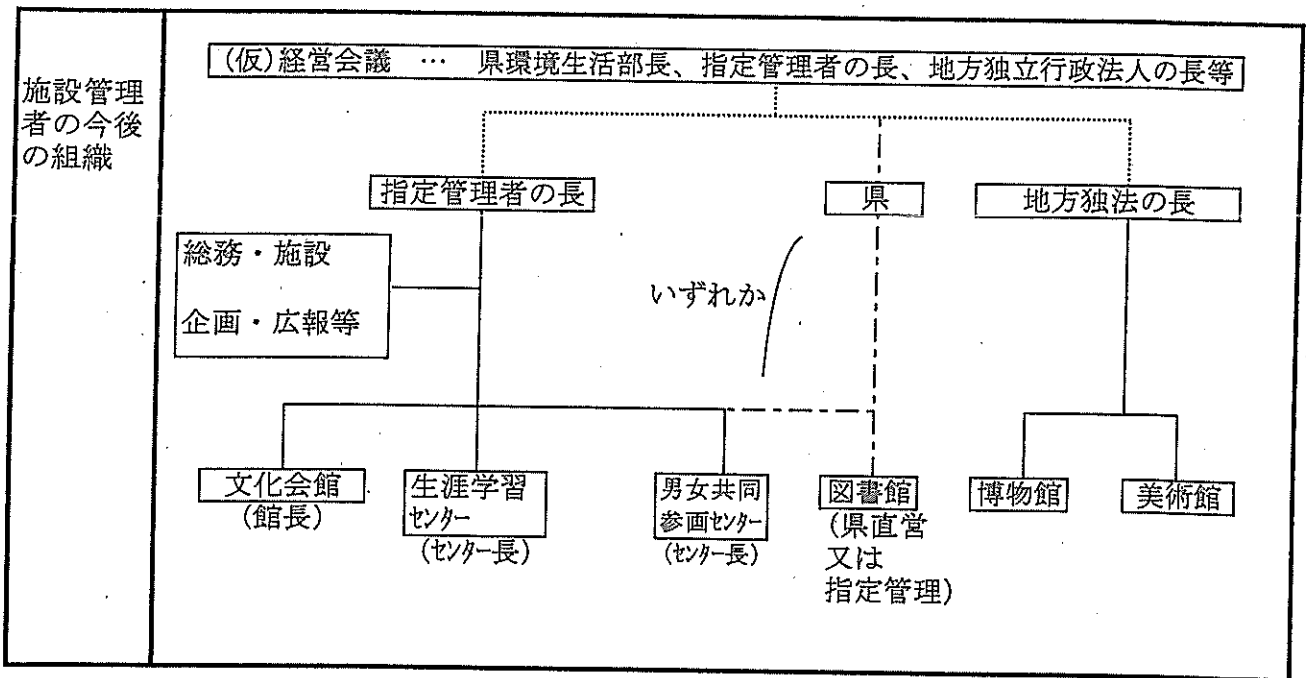 施設管理
者の今後
の組織
(仮)経営会議 … 県環境生活部長、指定管理者の長、地方独立行政法人の長等
指定管理者の長
県
地方独法の長
総務・施設
企画・広報等
いずれか
文化会館
(館長)
生涯学習
センター
(センター長)
男女共同
参画センター
(センター長)
図書館
(県直営
又は
指定管理)
博物館
美術館